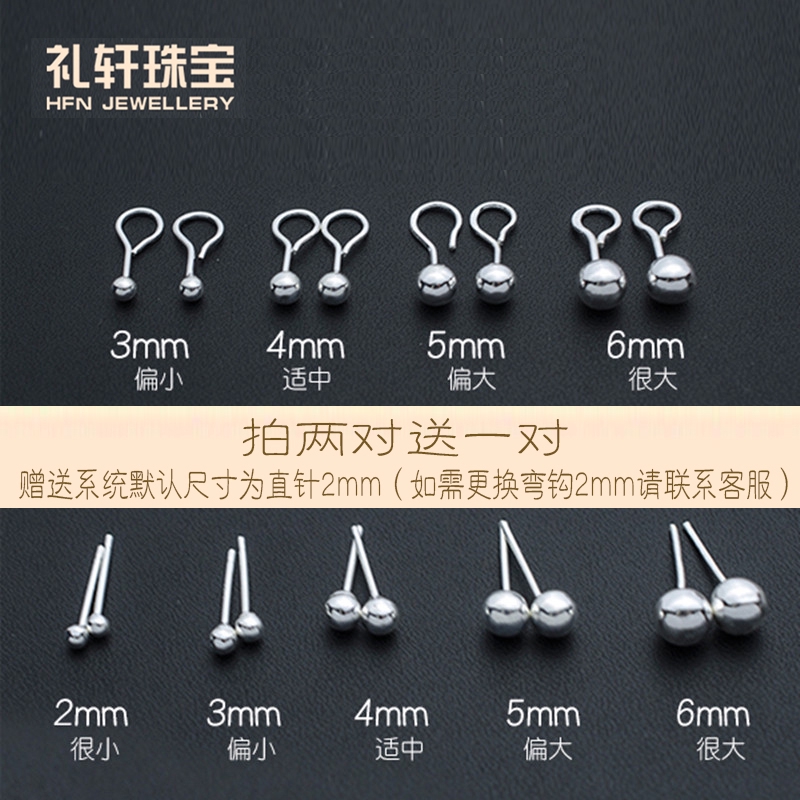 礼轩珠宝
HFN JEWELLERY
3mm 4mm 5mm 6mm
偏小 适中 偏大 很大
拍两对送一对
赠送系统默认尺寸为直针2mm（如需更换弯钩2mm请联系客服）
2mm 3mm 4mm 5mm 6mm
很小 偏小 适中 偏大 很大